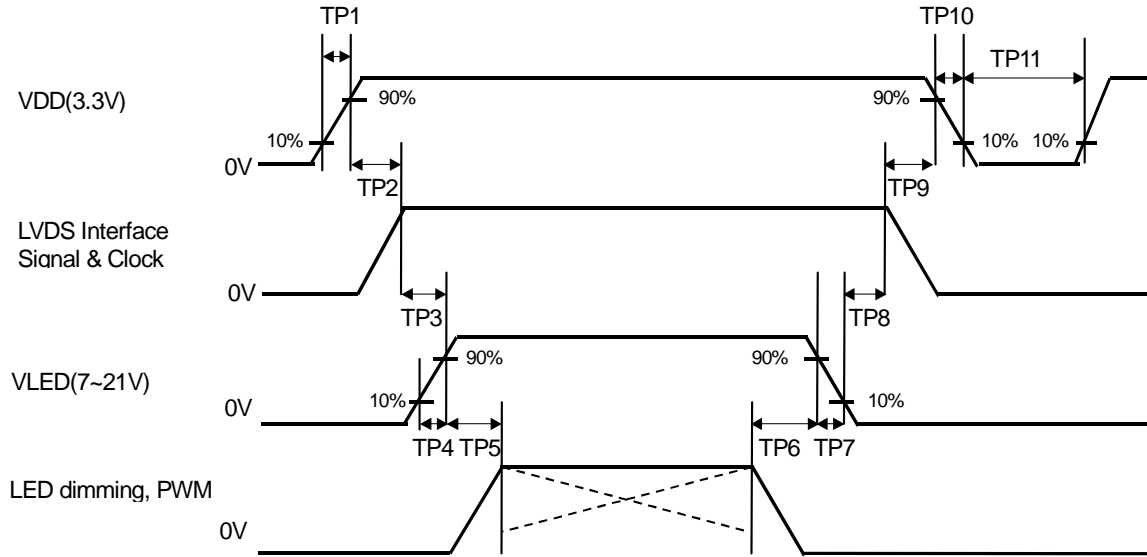 TP1
TP10
TP11
VDD(3.3V)
90%
90%
10%
10%
10%
0V
TP2
TP9
LVDS Interface
Signal & Clock
0V
TP3
TP8
VLED(7~21V)
90%
90%
10%
10%
0V
TP4
TP5
TP6
TP7
LED dimming, PWM
0V